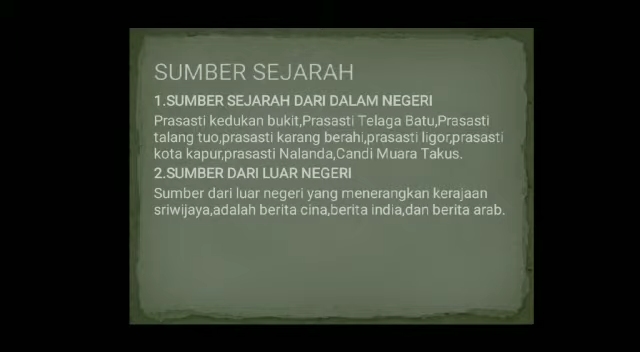 SUMBER SEJARAH
1.SUMBER SEJARAH DARI DALAM NEGERI
Prasasti kedukan bukit,Prasasti Telaga Batu,Prasasti
talang tuo,prasasti karang berahi,prasasti ligor,prasasti
kota kapur,prasasti Nalanda,Candi Muara Takus.
2.SUMBER DARI LUAR NEGERI
Sumber dari luar negeri yang menerangkan kerajaan
sriwijaya,adalah berita cina,berita india,dan berita arab.